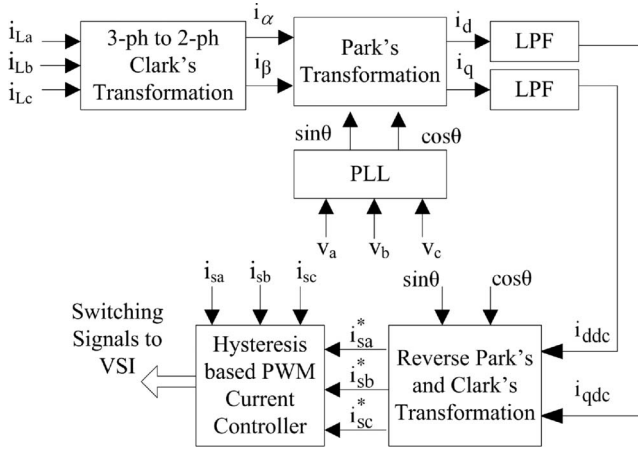 i_La
i_Lb
i_Lc
3-ph to 2-ph
Clark's
Transformation
i_α
i_β
Park's
Transformation
i_d
i_q
LPF
LPF
sinθ
cosθ
PLL
v_a
v_b
v_c
i_sa
i_sb
i_sc
sinθ
cosθ
Switching
Signals to
VSI
Hysteresis
based PWM
Current
Controller
i*_sa
i*_sb
i*_sc
Reverse Park's
and Clark's
Transformation
i_ddc
i_qdc